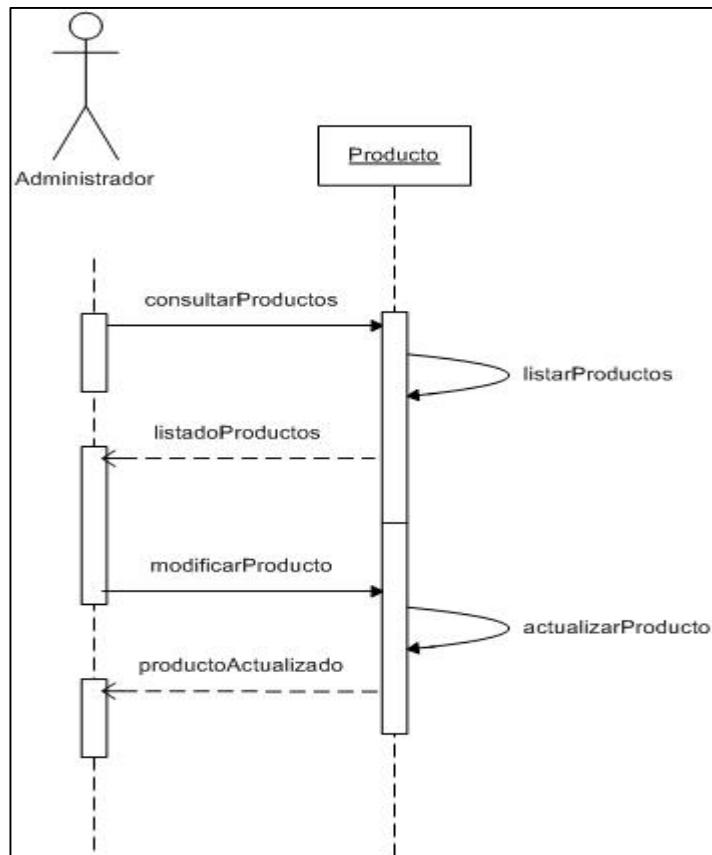 Administrador
Producto
consultarProductos
listarProductos
listadoProductos
modificarProducto
actualizarProducto
productoActualizado